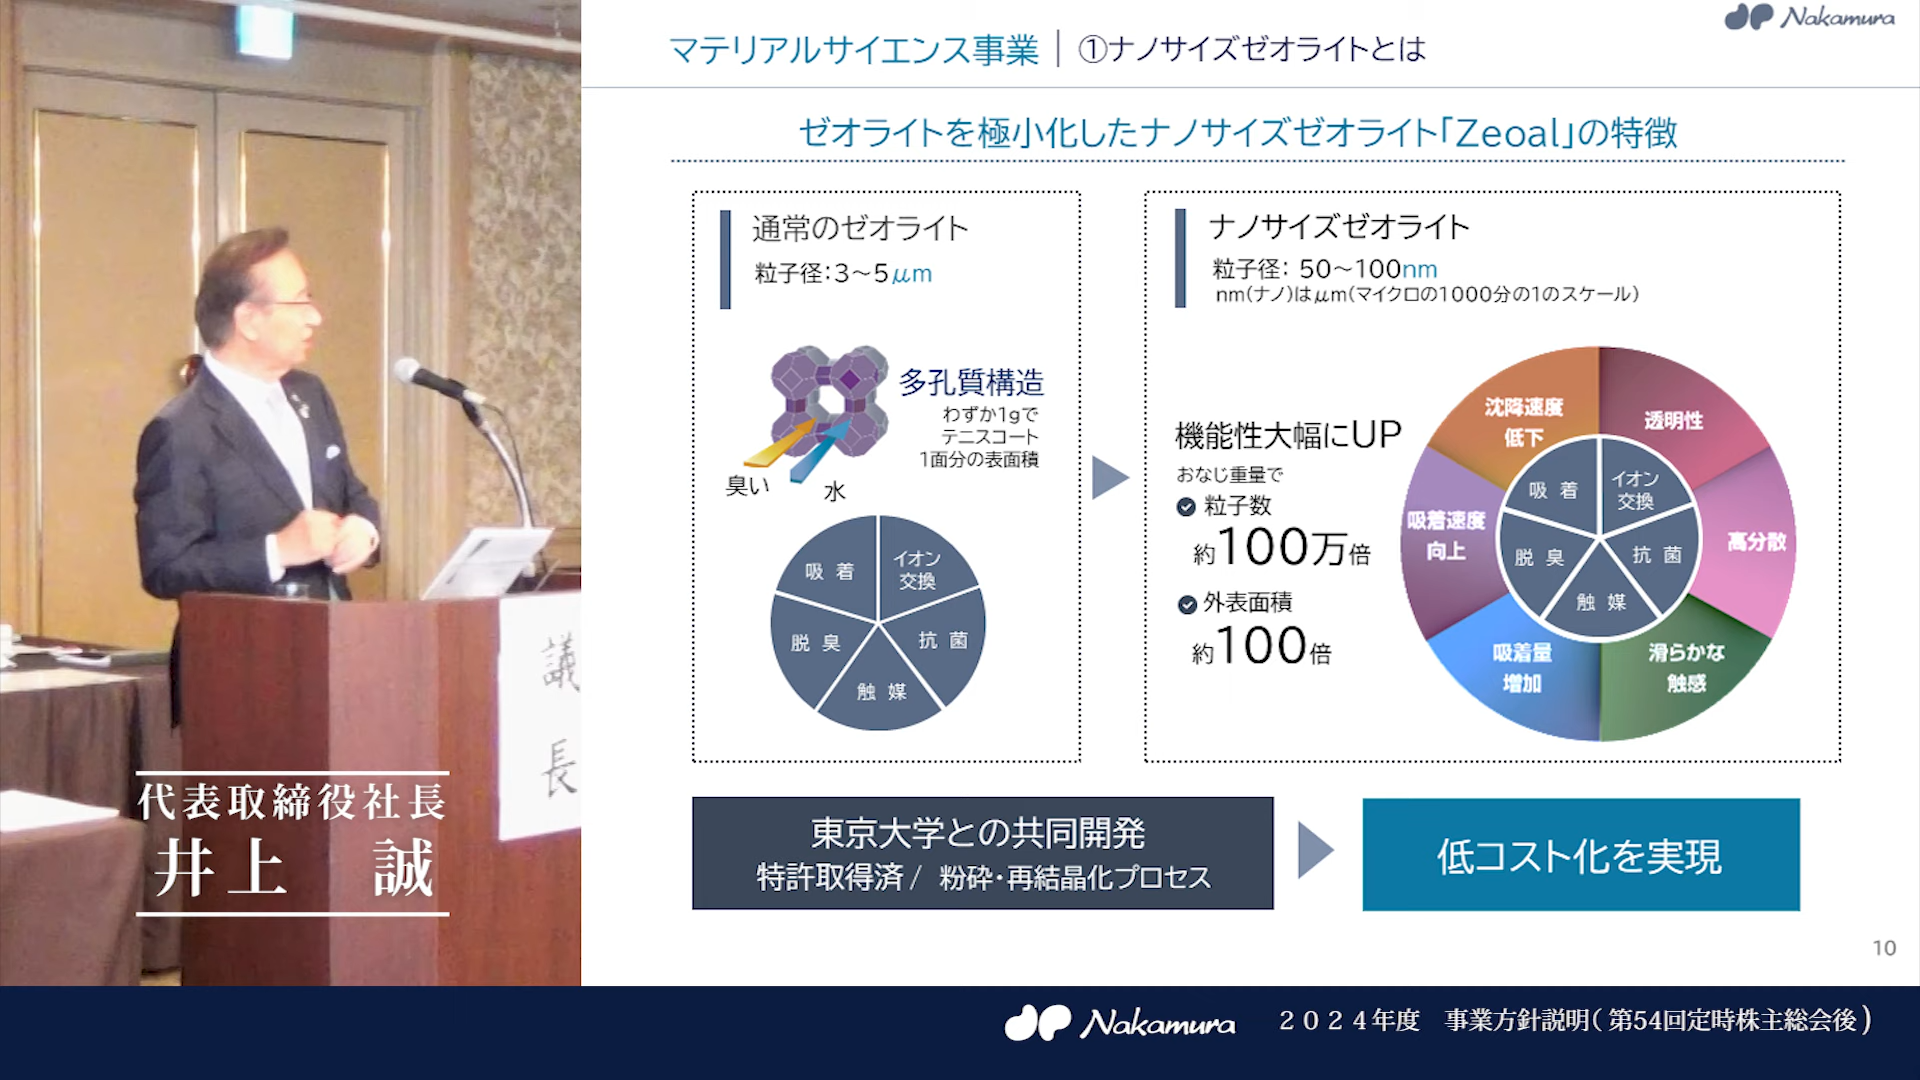 Nakamura
マテリアルサイエンス事業│①ナノサイズゼオライトとは
ゼオライトを極小化したナノサイズゼオライト「Zeoal」の特徴
通常のゼオライト
粒子径：3～5μm
多孔質構造
わずか1gで
テニスコート
1面分の表面積
臭い
水
吸着
イオン
交換
脱臭
抗菌
触媒
ナノサイズゼオライト
粒子径： 50～100nm
nm(ナノ)はμm(マイクロの1000分の1のスケール)
機能性大幅にUP
おなじ重量で
粒子数
約100万倍
外表面積
約100倍
沈降速度
低下
透明性
吸着速度
向上
高分散
吸着量
増加
滑らかな
触感
吸着
イオン
交換
脱臭
抗菌
触媒
東京大学との共同開発
特許取得済/ 粉砕・再結晶化プロセス
低コスト化を実現
10
議
長
代表取締役社長
井上 誠
Nakamura
2024年度 事業方針説明(第54回定時株主総会後)